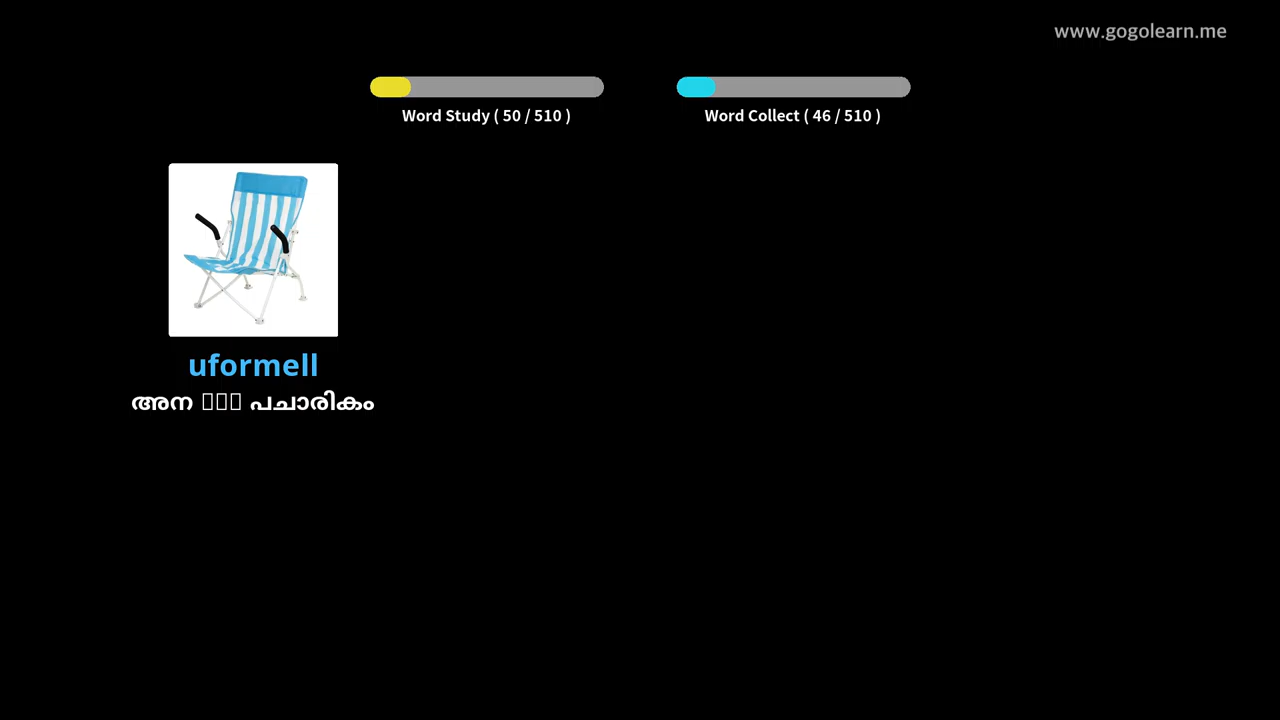 www.gogolearn.me
Word Study ( 50 / 510 )
Word Collect ( 46 / 510 )
uformell
അന പചാരികം